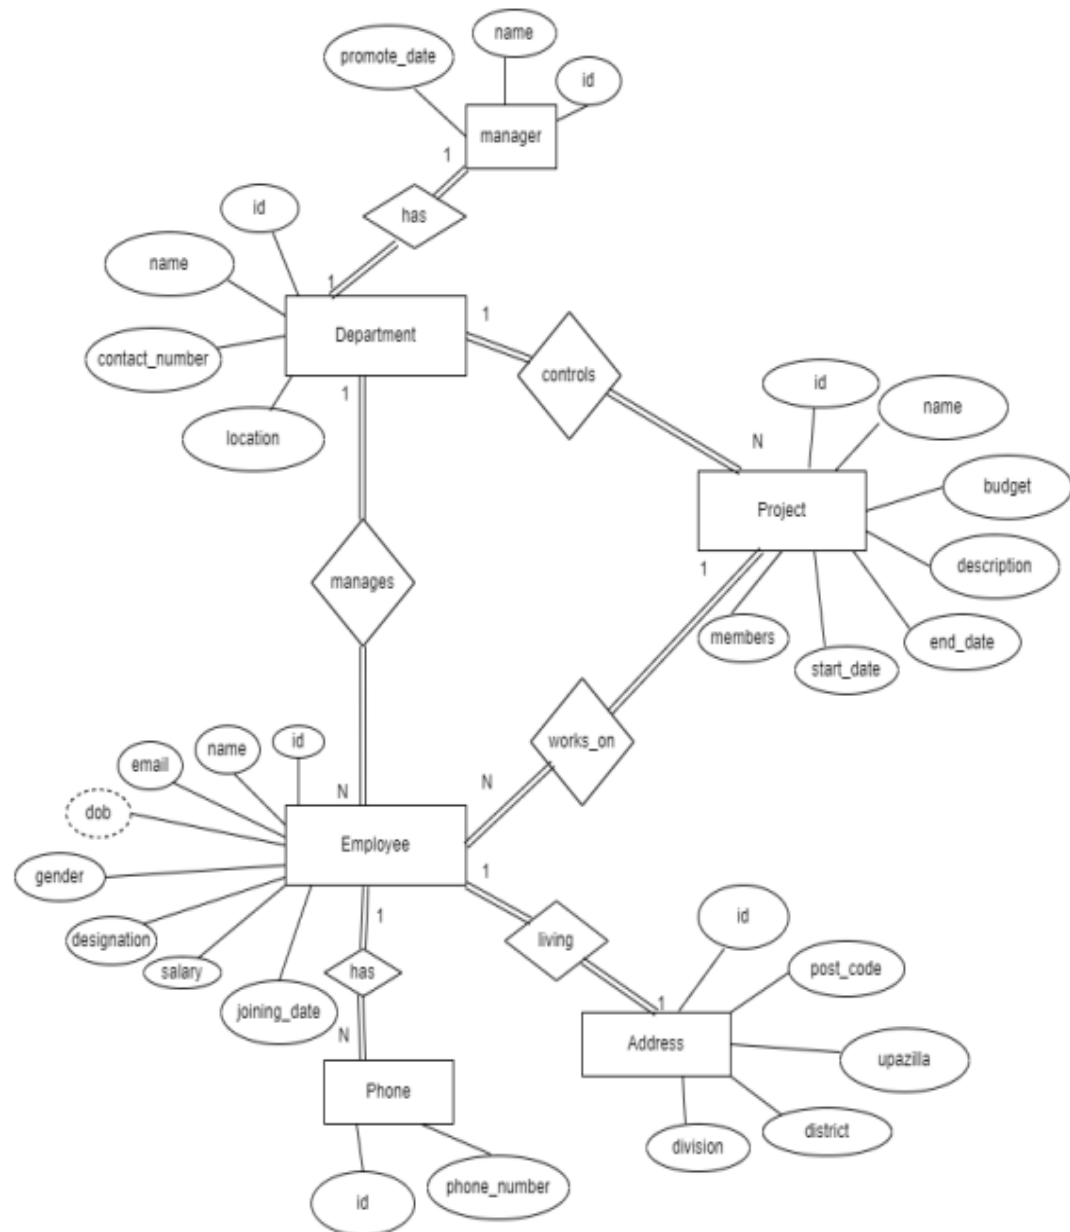 name
promote_date
id
manager
1
has
id
1
name
Department
1
contact_number
1
location
controls
id
name
N
budget
Project
description
1
manages
members
end_date
start_date
works_on
id
name
email
N
N
dob
Employee
gender
1
1
designation
salary
has
living
joining_date
id
post_code
N
1
Address
upazilla
Phone
division
district
id
phone_number